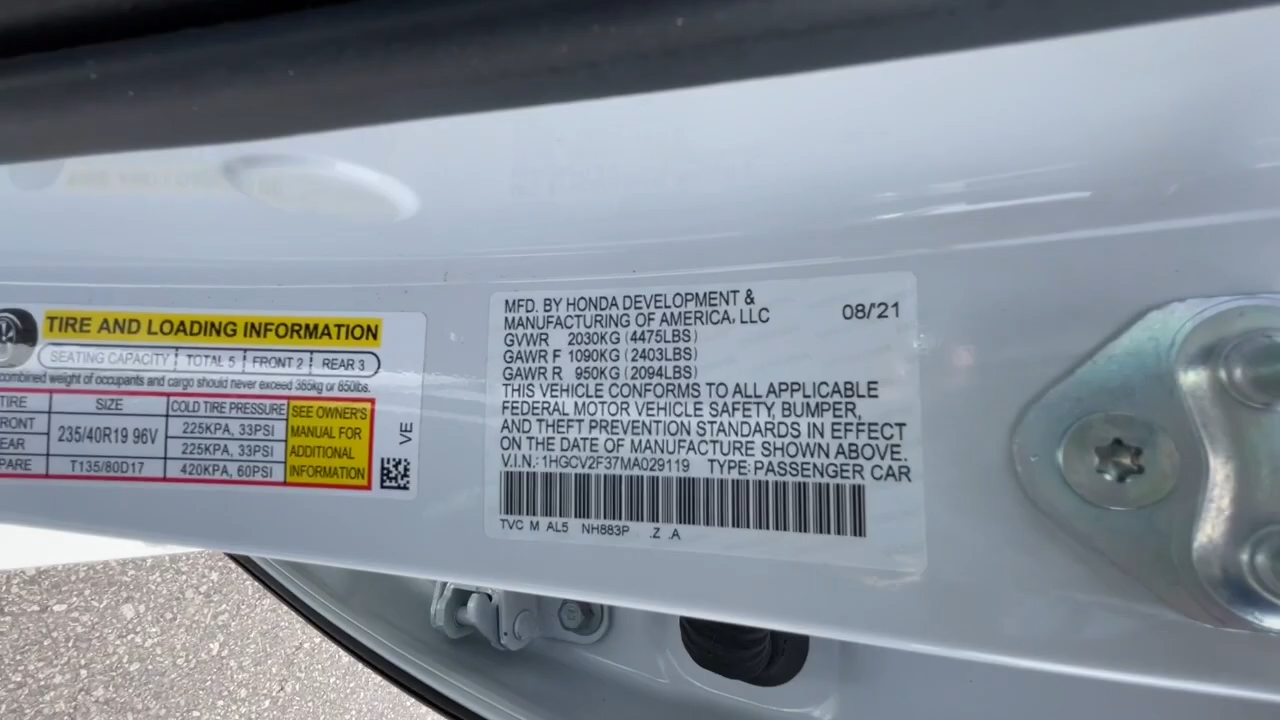 TIRE AND LOADING INFORMATION
SEATING CAPACITY TOTAL 5 FRONT 2 REAR 3
combined weight of occupants and cargo should never exceed 385kg or 850lbs.
TIRE SIZE COLD TIRE PRESSURE
RONT 235/40R19 96V 225KPA, 33PSI
EAR 225KPA, 33PSI
PARE T135/80D17 420KPA, 60PSI
SEE OWNER'S
MANUAL FOR
ADDITIONAL
INFORMATION
VE
MFD. BY HONDA DEVELOPMENT & 08/'21
MANUFACTURING OF AMERICA, LLC
GVWR 2030KG (4475LBS)
GAWR F 1090KG (2403LBS)
GAWR R 950KG (2094LBS)
THIS VEHICLE CONFORMS TO ALL APPLICABLE
FEDERAL MOTOR VEHICLE SAFETY, BUMPER,
AND THEFT PREVENTION STANDARDS IN EFFECT
ON THE DATE OF MANUFACTURE SHOWN ABOVE.
V.I.N.: 1HGCV2F37MA029119 TYPE: PASSENGER CAR
TVC M AL5 NH883P .Z .A